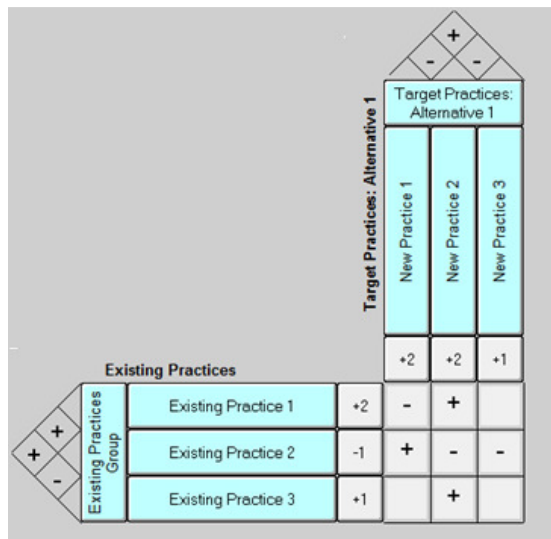 +
- -
Target Practices:
Alternative 1
Target Practices: Alternative 1
New Practice 1
New Practice 2
New Practice 3
+2 +2 +1
Existing Practices
Existing Practices
Group
+
+
-
Existing Practice 1 +2 - +
Existing Practice 2 -1 + - -
Existing Practice 3 +1 +